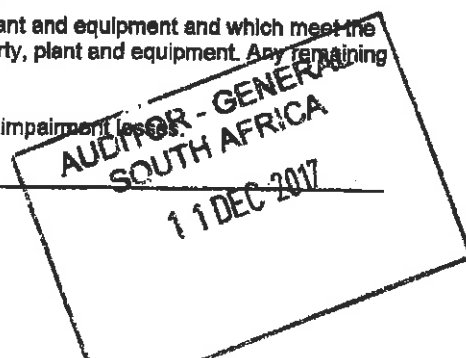 ant and equipment and which meet the
rty, plant and equipment. Any remaining
impairment losses.
AUDITOR - GENERAL
SOUTH AFRICA
11 DEC 2017